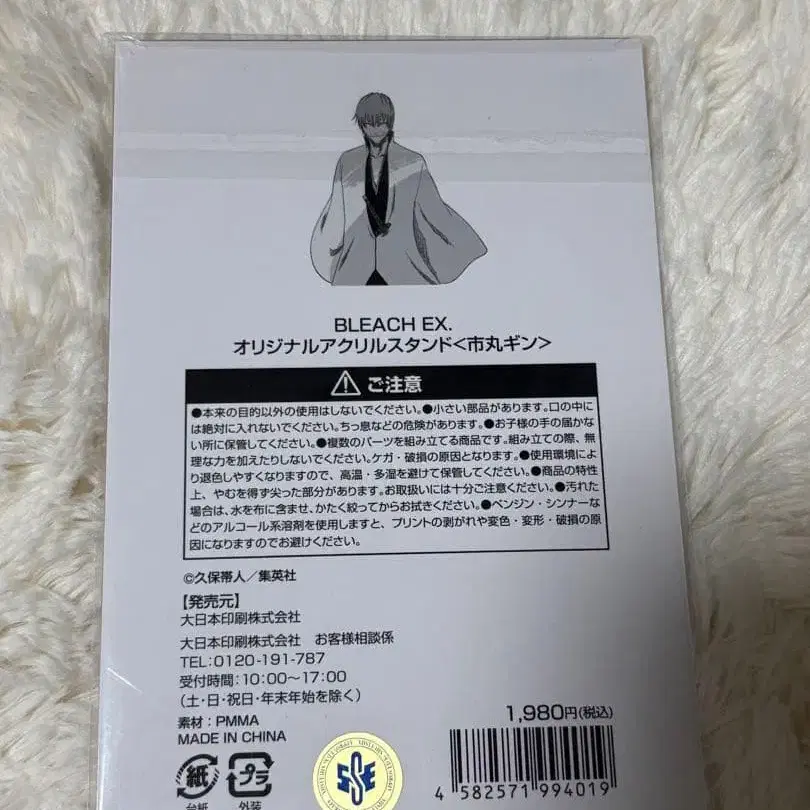 BLEACH EX.
オリジナルアクリルスタンド<市丸ギン>
ご注意
●本来の目的以外の使用はしないでください。●小さい部品があります。口の中に
は絶対に入れないでください。ちっ息などの危険があります。●お子様の手の届かな
い所に保管してください。●複数のパーツを組み立てる商品です。組み立ての際、無
理な力を加えたりしないでください。ケガ・破損の原因となります。●使用環境によ
り退色しやすくなりますので、高温・多湿を避けて保管してください。●商品の特性
上、やむを得ず尖った部分があります。お取扱いには十分ご注意ください。●汚れた
場合は、水を布に含ませ、かたく絞ってからお拭きください。●ベンジン・シンナーな
どのアルコール系溶剤を使用しますと、プリントの剥がれや変色・変形・破損の原
因になりますのでお避けください。
©久保帯人/集英社
【発売元】
大日本印刷株式会社
大日本印刷株式会社 お客様相談係
TEL:0120-191-787
受付時間:10:00~17:00
(土・日・祝日・年末年始を除く)
素材:PMMA
MADE IN CHINA
1,980円(税込)
紙
プラ
台紙
外装
4 582571 994019